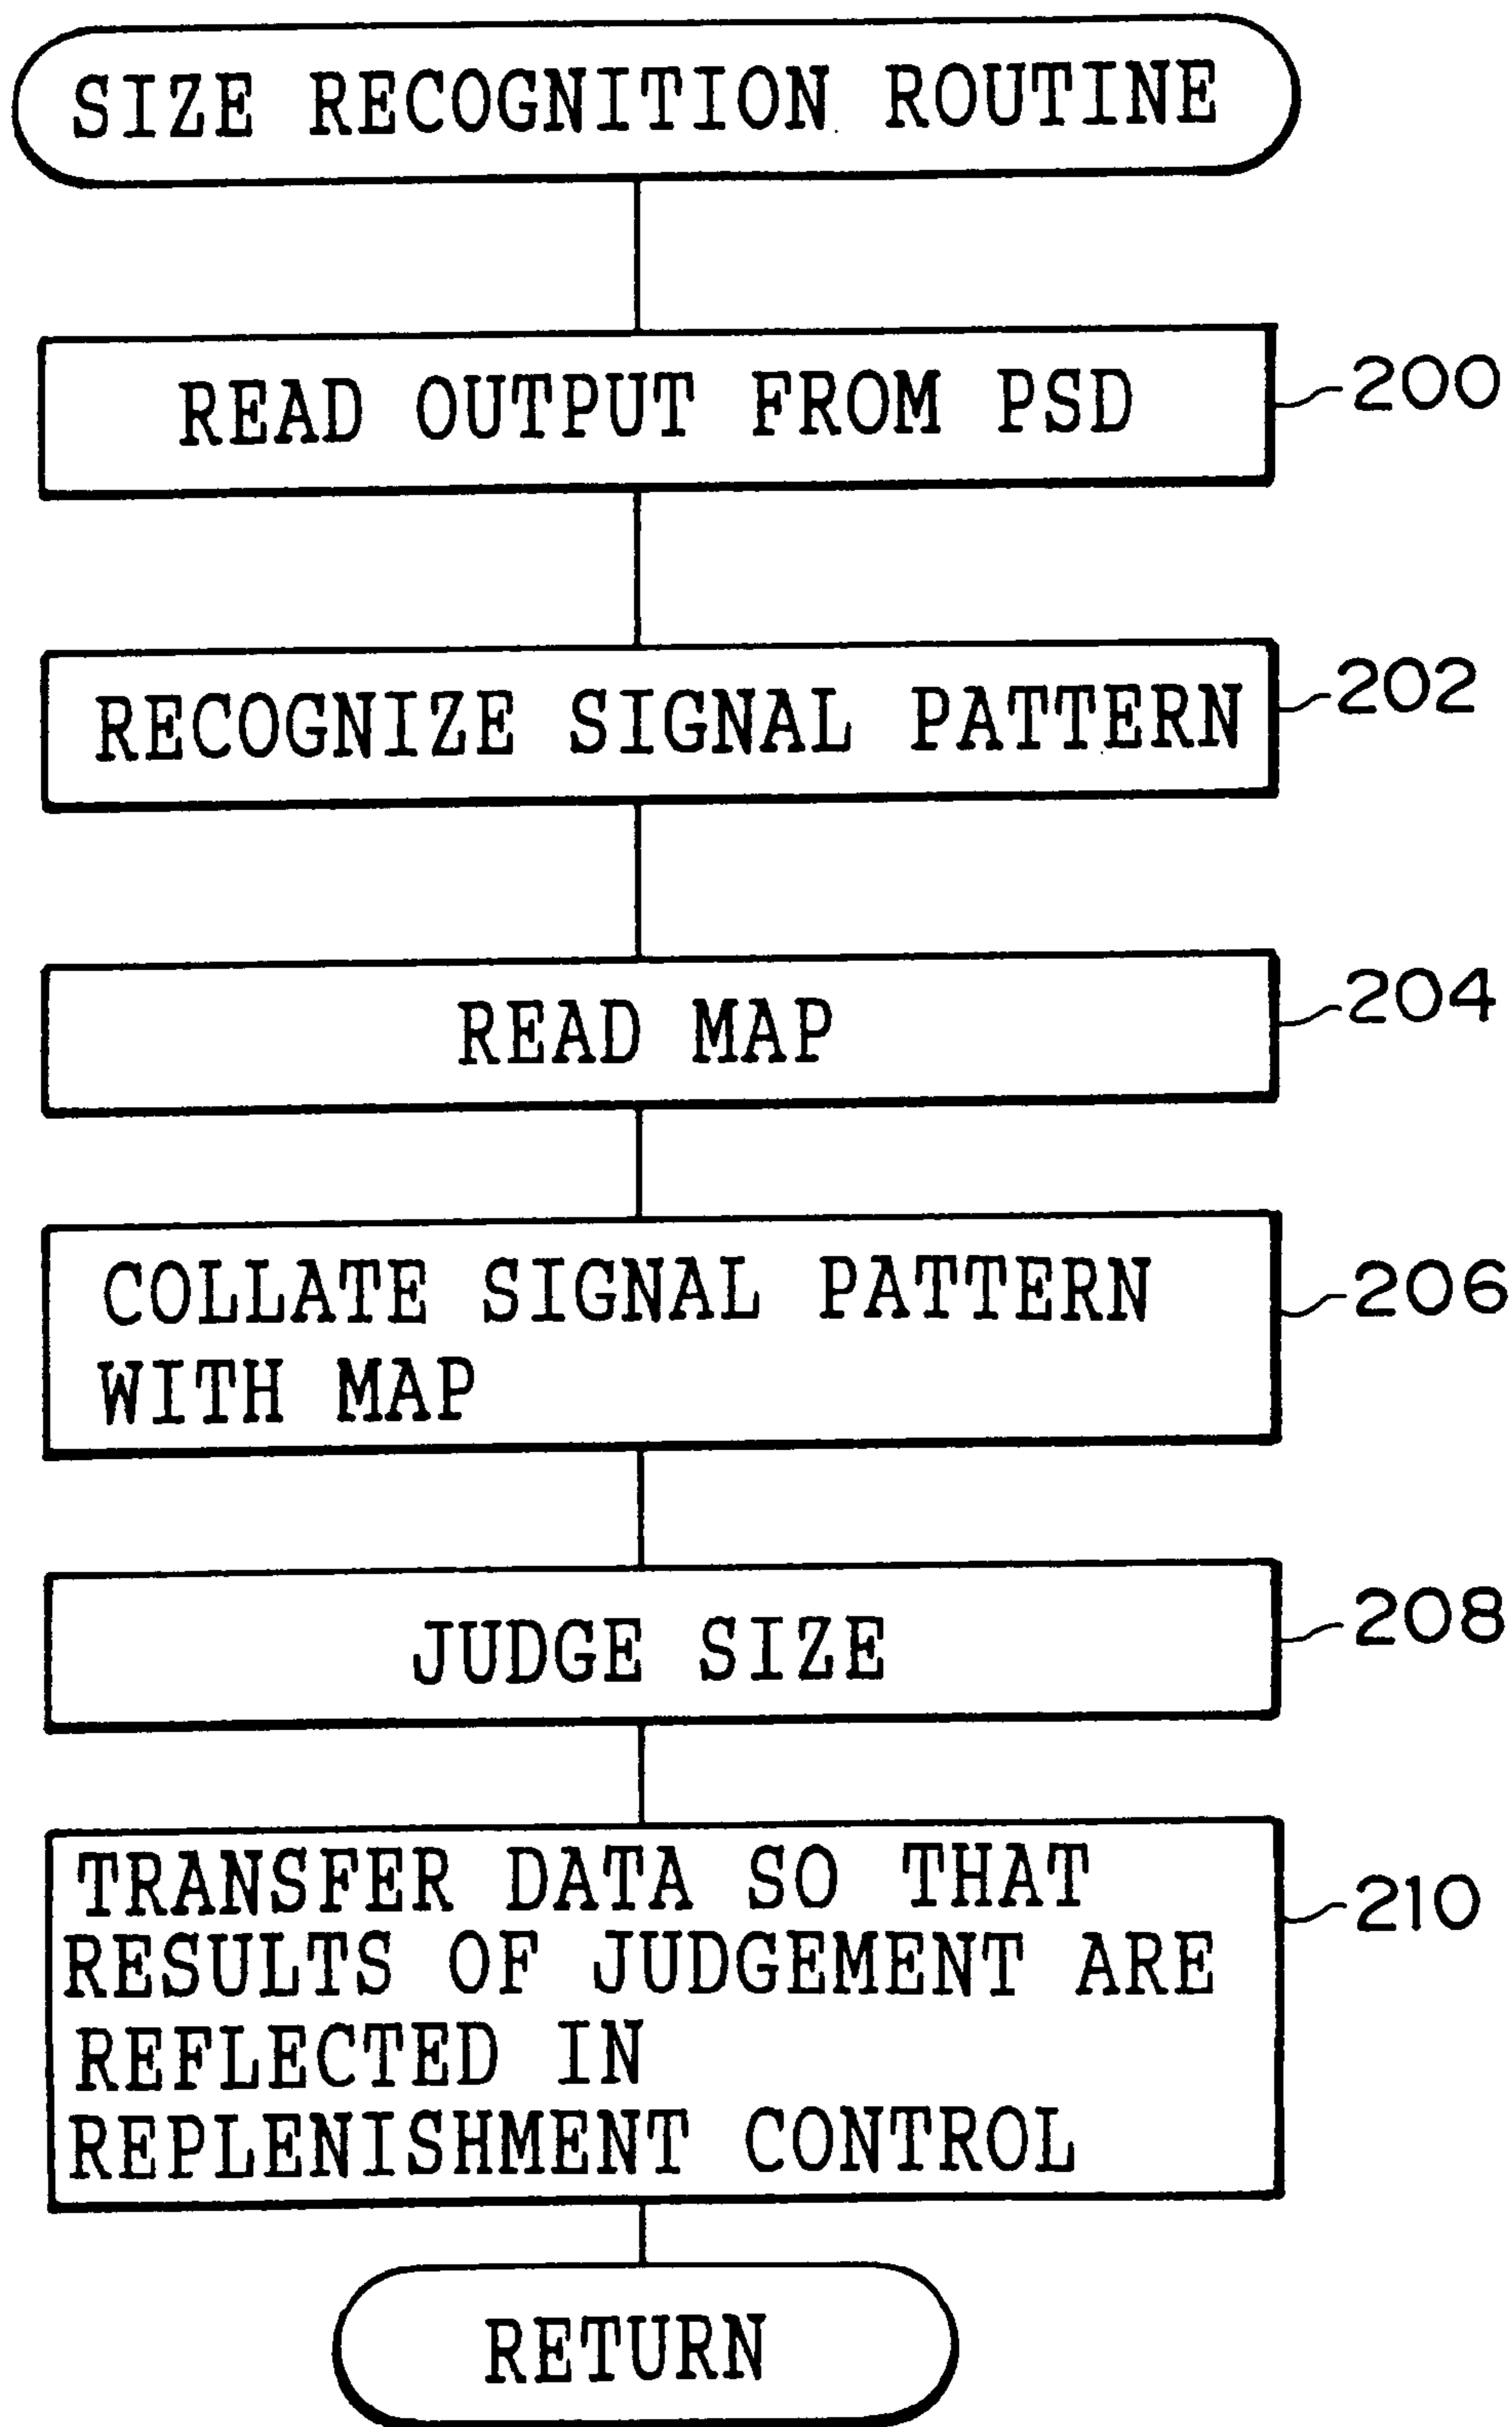 SIZE RECOGNITION ROUTINE
READ OUTPUT FROM PSD
200
RECOGNIZE SIGNAL PATTERN
202
READ MAP
204
COLLATE SIGNAL PATTERN
WITH MAP
206
JUDGE SIZE
208
TRANSFER DATA SO THAT
RESULTS OF JUDGEMENT ARE
REFLECTED IN
REPLENISHMENT CONTROL
210
RETURN